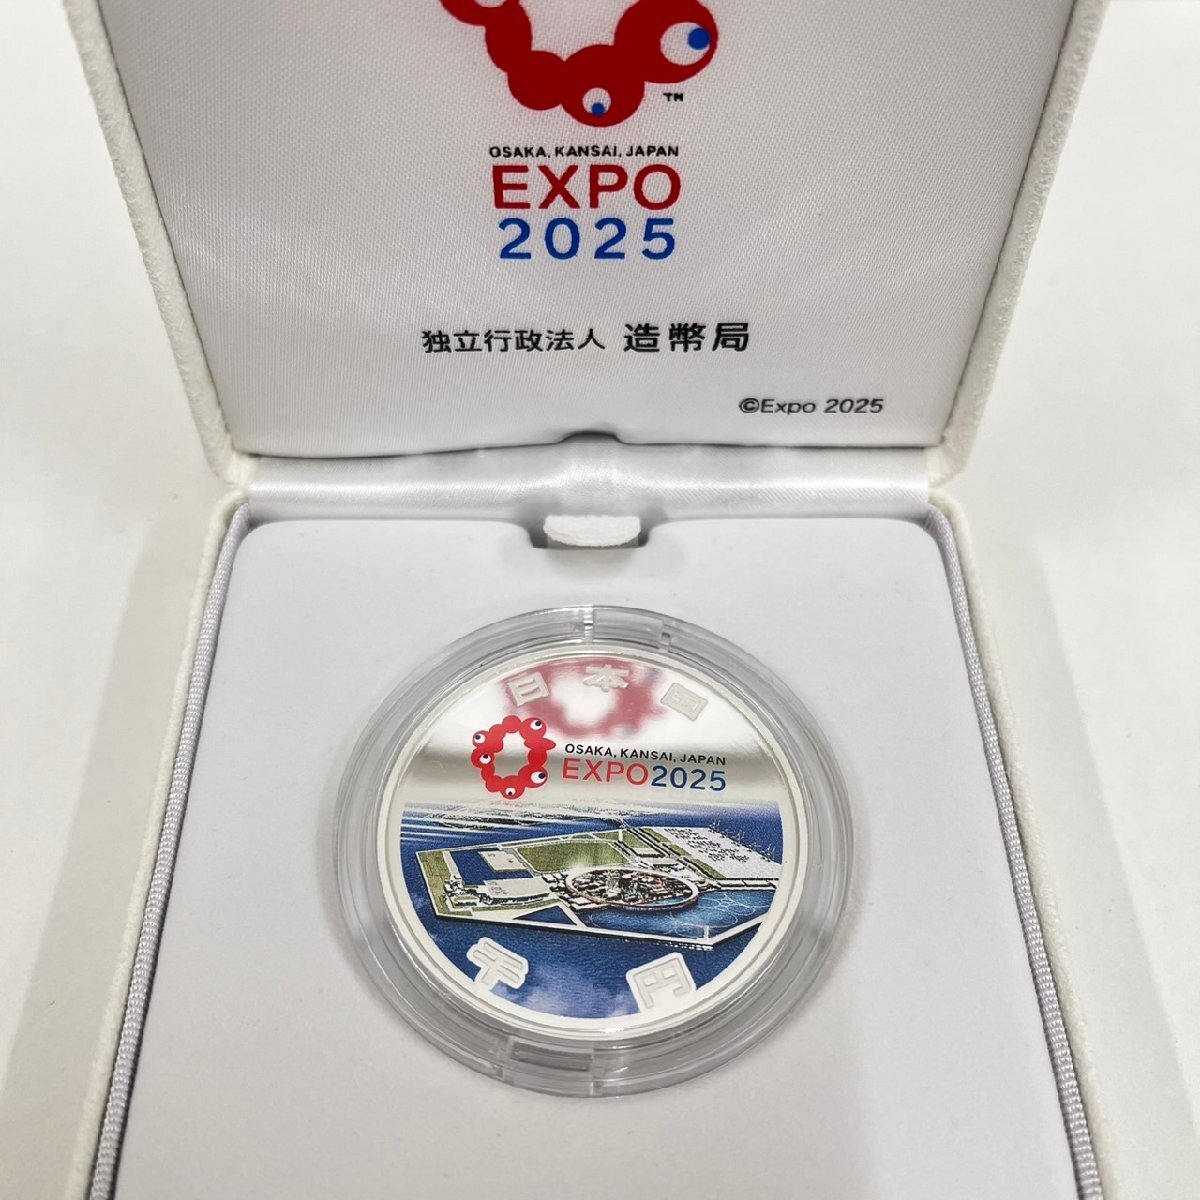 TM
OSAKA, KANSAI, JAPAN
EXPO
2025
独立行政法人 造幣局
©Expo 2025
日本国
OSAKA, KANSAI, JAPAN
EXPO2025
千円